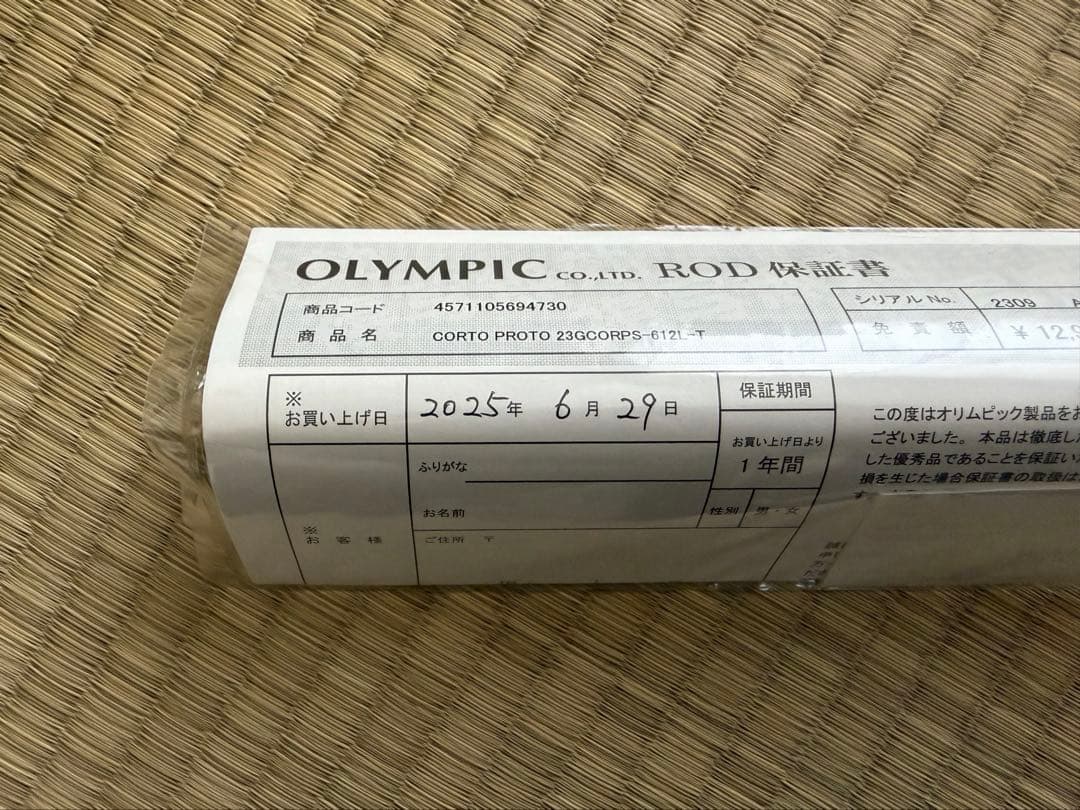 OLYMPIC CO.,LTD. ROD 保証書
商品コード 4571105694730
商品名 CORTO PROTO 23GCORPS-612L-T
シリアルNo. 2309
免責額 ¥12,9
※
お買い上げ日 2025年 6月 29日
保証期間
お買い上げ日より
1年間
ふりがな
お名前 性別 男・女
※
お客様
ご住所 〒
この度はオリムピック製品をお
ございました。本品は徹底した
した優秀品であることを保証いた
損を生じた場合保証書の取扱は